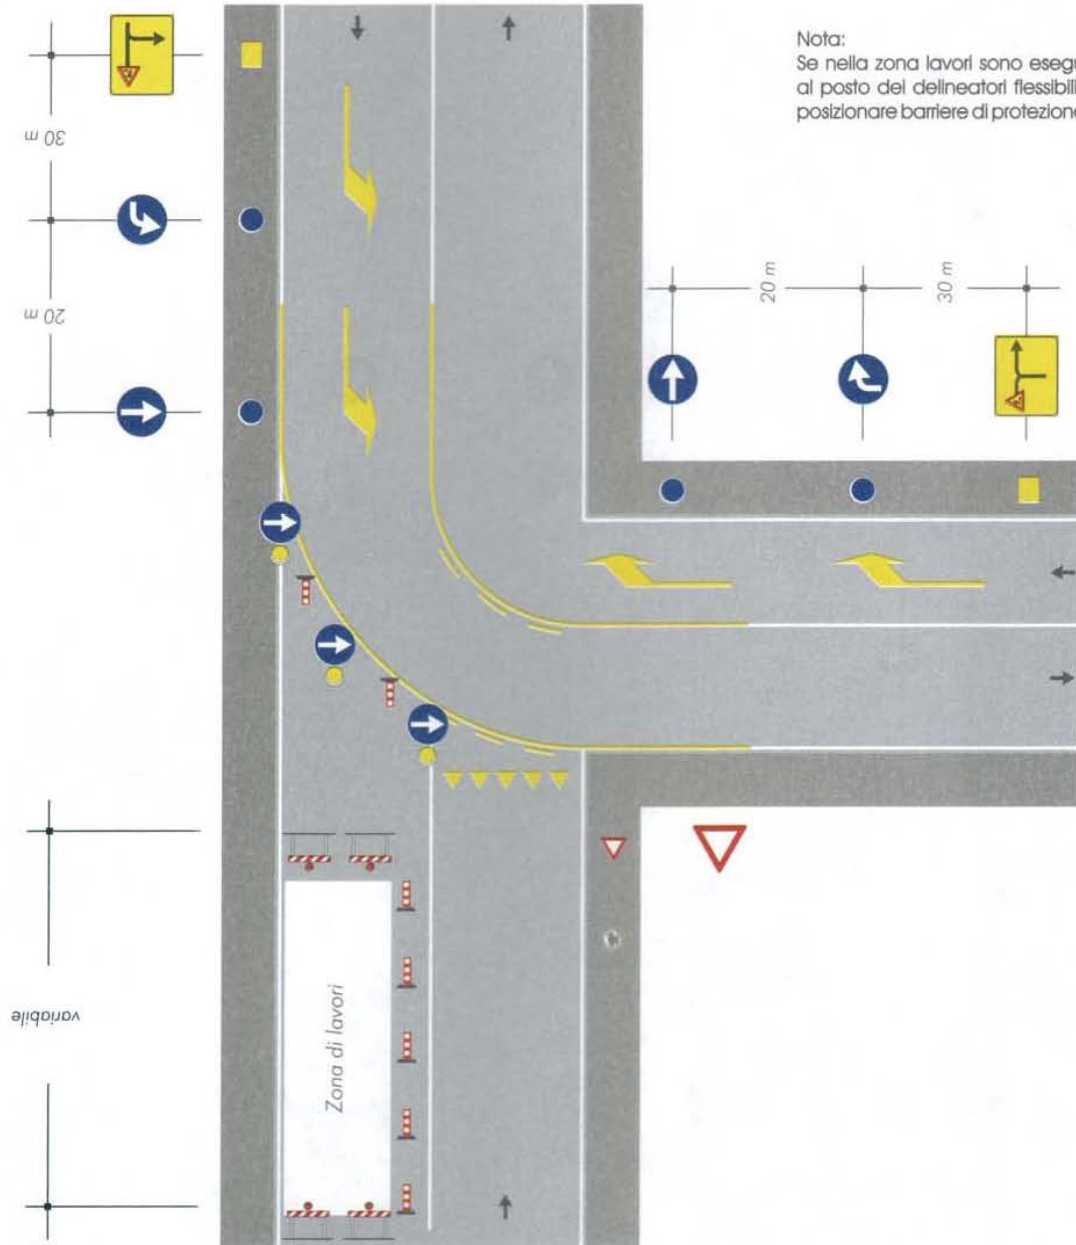 Nota:
Se nella zona lavori sono esegu
al posto dei delineatori flessibili
posizionare barriere di protezione
30 m
20 m
20 m
30 m
variabile
Zona di lavori